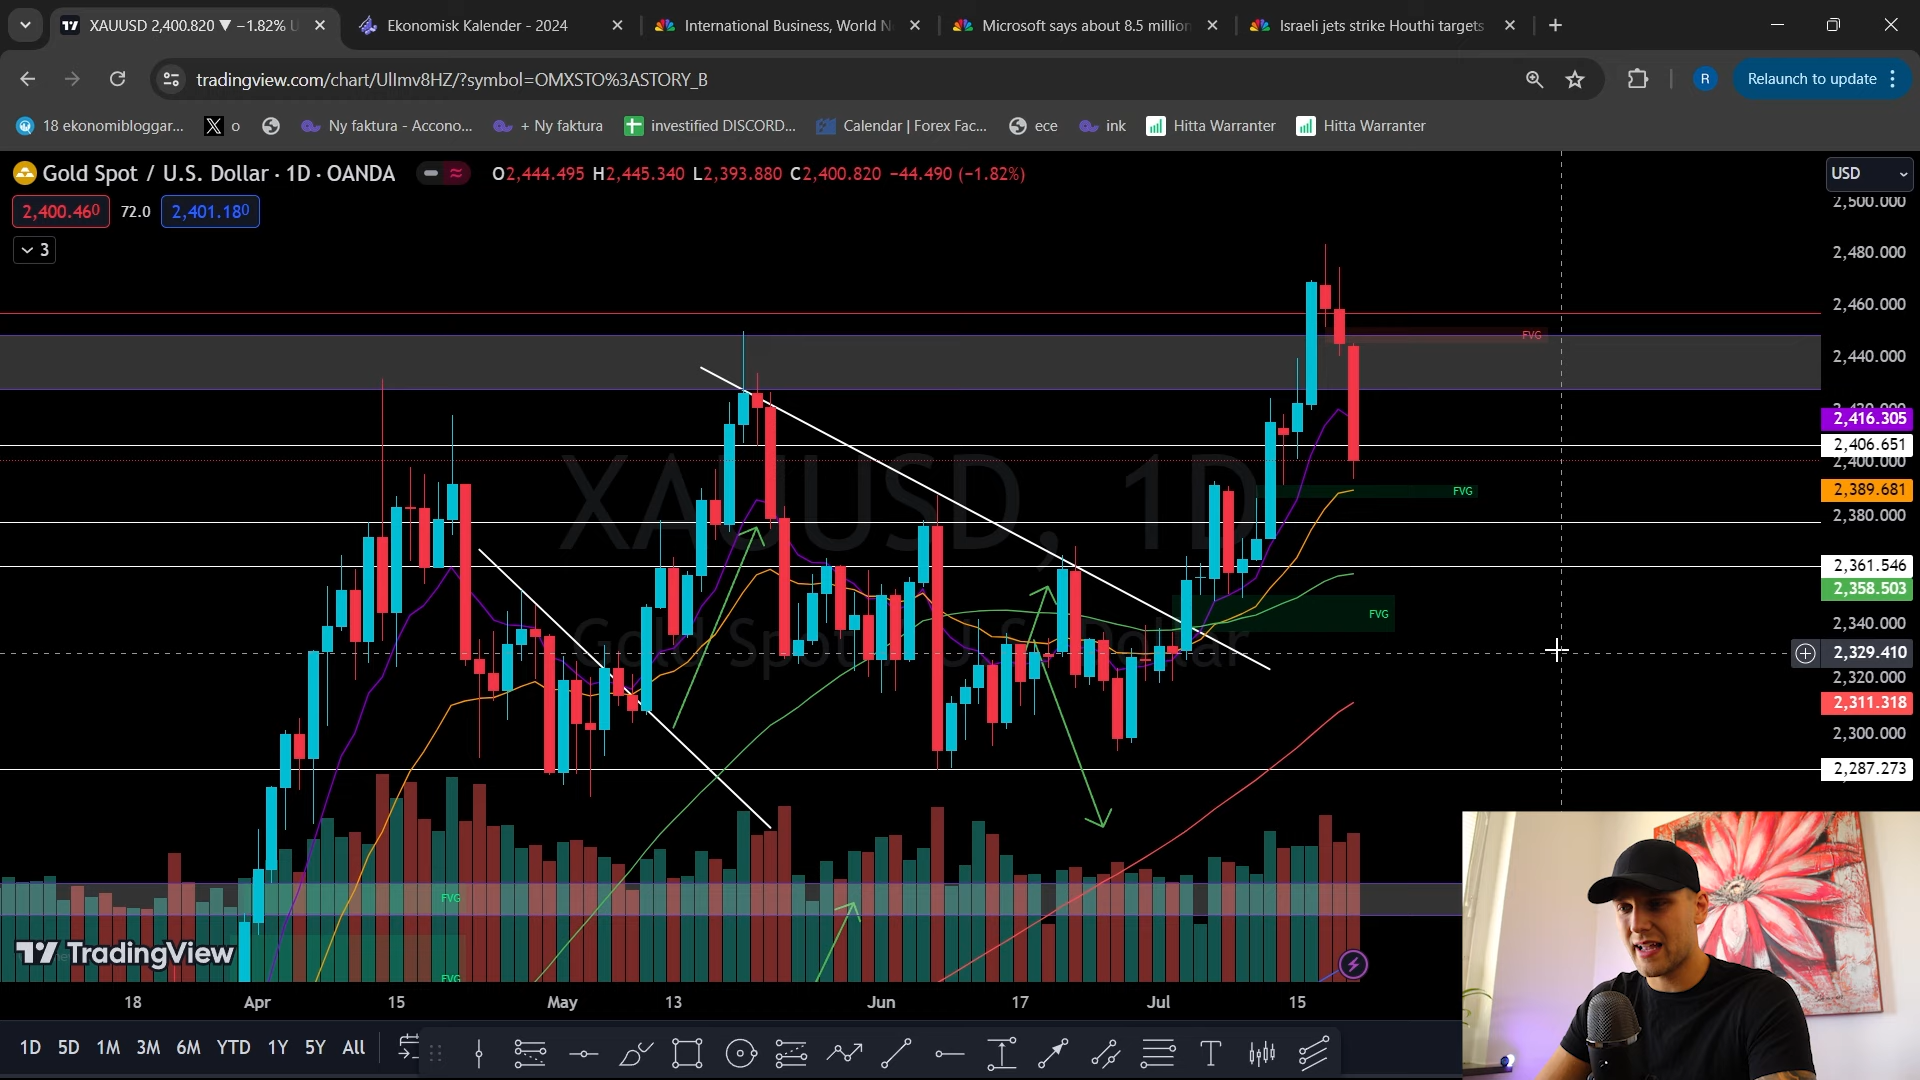 XAUUSD 2,400.820 ▼ −1.82% U
Ekonomisk Kalender - 2024
International Business, World N
Microsoft says about 8.5 million
Israeli jets strike Houthi targets
tradingview.com/chart/UlImv8HZ/?symbol=OMXSTO%3ASTORY_B
R
Relaunch to update
18 ekonomibloggar...
o
Ny faktura - Accono...
+ Ny faktura
investified DISCORD...
Calendar | Forex Fac...
ece
ink
Hitta Warranter
Hitta Warranter
Gold Spot / U.S. Dollar · 1D · OANDA
O2,444.495 H2,445.340 L2,393.880 C2,400.820 −44.490 (−1.82%)
USD
2,400.460
72.0
2,401.180
3
2,500.000
2,480.000
2,460.000
2,440.000
2,416.305
2,406.651
2,400.000
2,389.681
2,380.000
2,361.546
2,358.503
2,340.000
2,329.410
2,320.000
2,311.318
2,300.000
2,287.273
FVG
FVG
FVG
FVG
FVG
XAUUSD, 1D
Gold Spot / U.S. Dollar
TradingView
18 Apr 15 May 13 Jun 17 Jul 15
1D 5D 1M 3M 6M YTD 1Y 5Y All